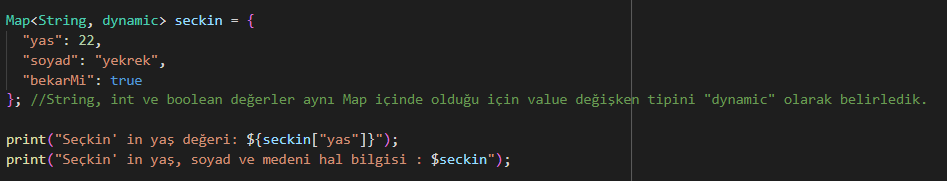 Map<String, dynamic> seckin = {
"yas": 22,
"soyad": "yekrek",
"bekarMi": true
}; //String, int ve boolean değerler aynı Map içinde olduğu için value değişken tipini "dynamic" olarak belirledik.
print("Seçkin' in yaş değeri: ${seckin["yas"]}");
print("Seçkin' in yaş, soyad ve medeni hal bilgisi : $seckin");